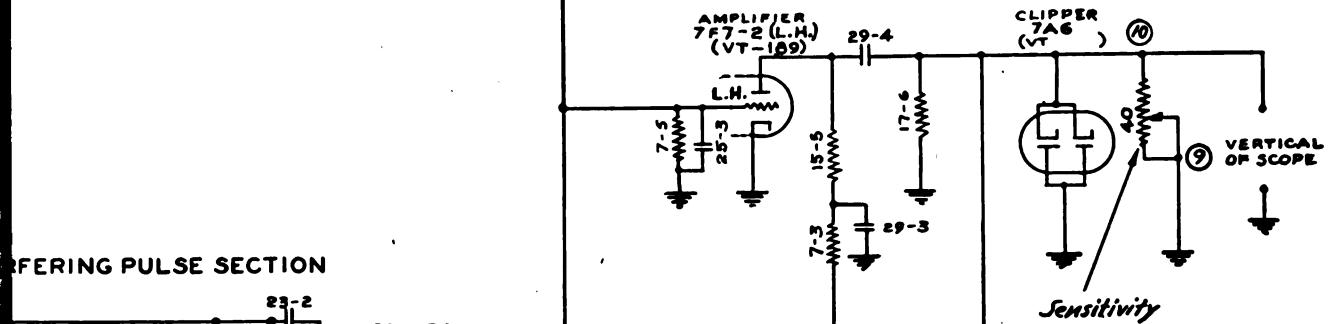 AMPLIFIER
7F7-2 (L.H.)
(VT-189)
29-4
CLIPPER
7A6
(VT )
10
L.H.
7-5
25-3
15-5
17-6
40
9
VERTICAL
OF SCOPE
7-3
29-3
RFERING PULSE SECTION
23-2
Sensitivity